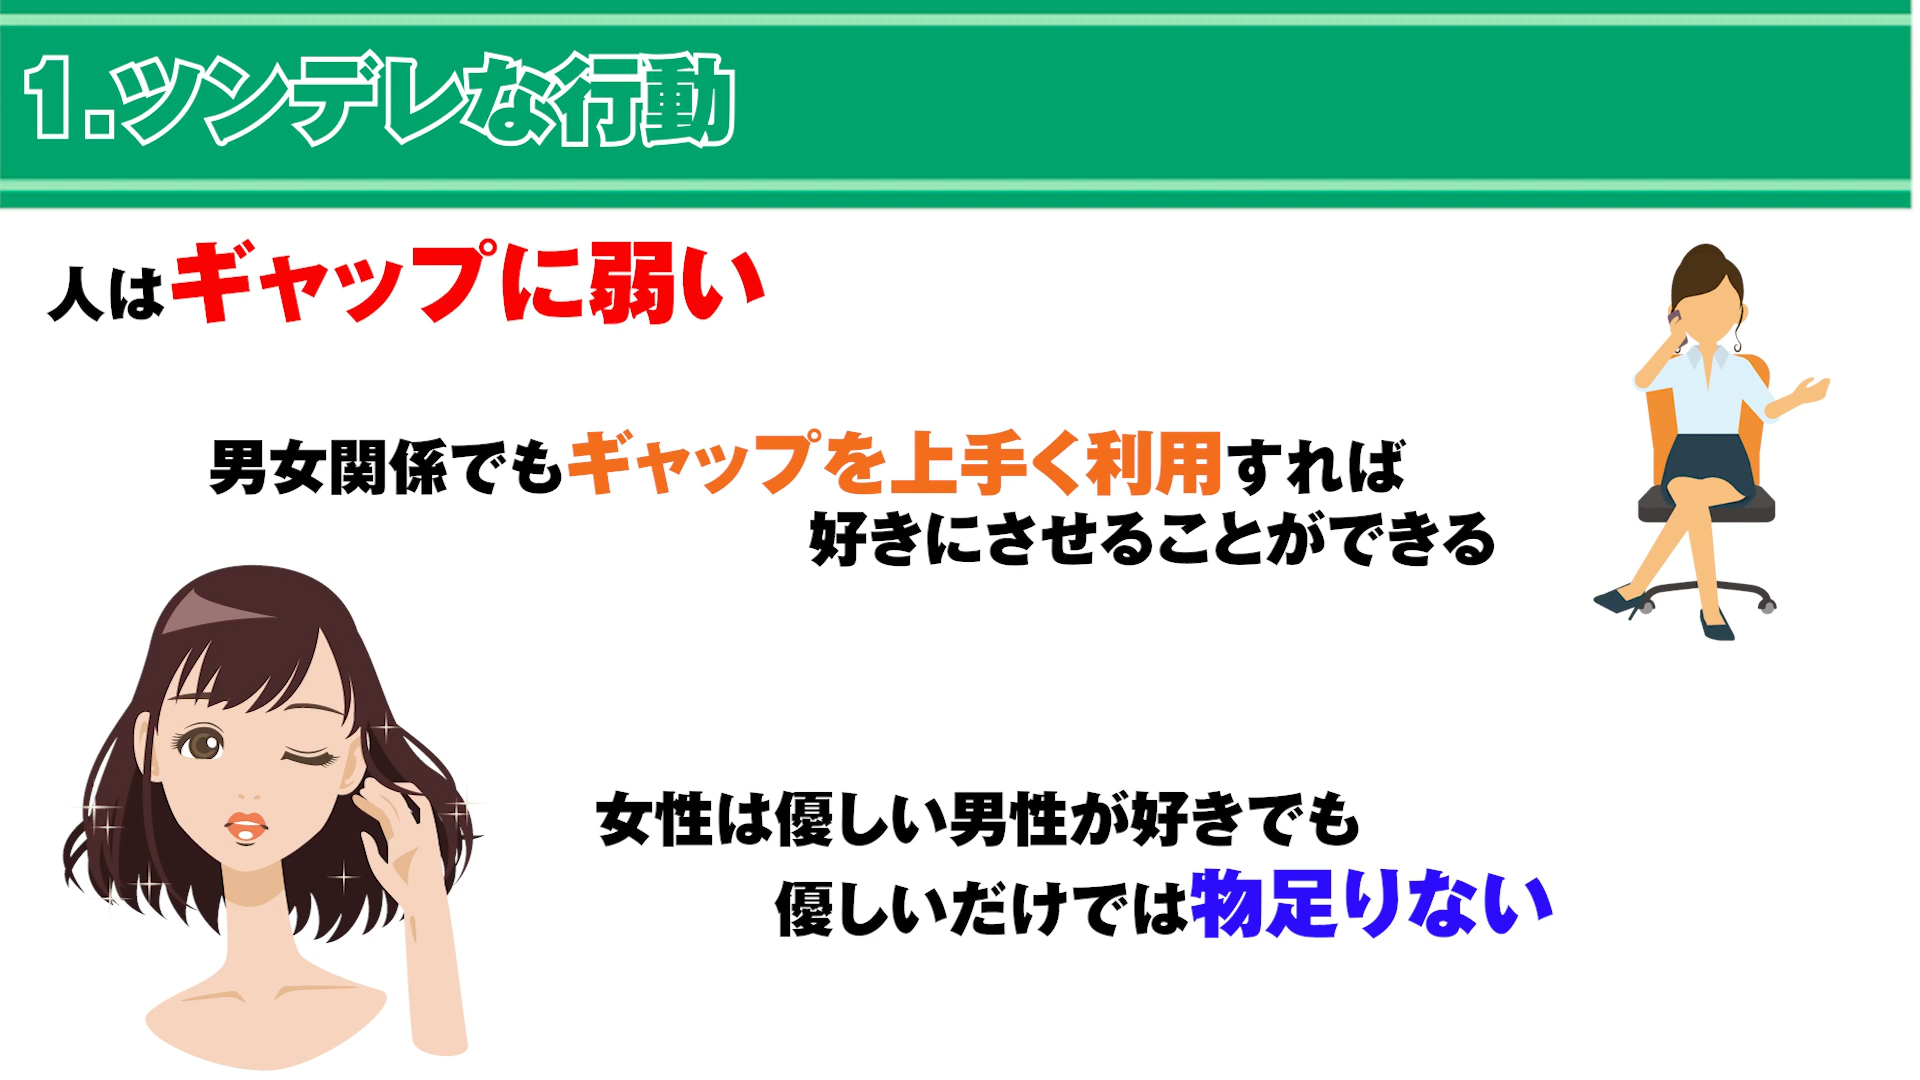 1.ツンデレな行動
人はギャップに弱い
男女関係でもギャップを上手く利用すれば
好きにさせることができる
女性は優しい男性が好きでも
優しいだけでは物足りない